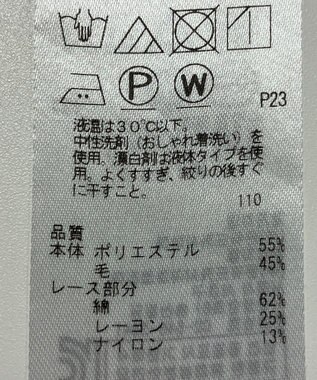 P
W
P23
液温は30℃以下。
中性洗剤（おしゃれ着洗い）を
使用、漂白剤は液体タイプを使
用。よくすすぎ、絞りの後すぐ
に干すこと。
110
品質
本体 ポリエステル 55%
毛 45%
レース部分
綿 62%
レーヨン 25%
ナイロン 13%